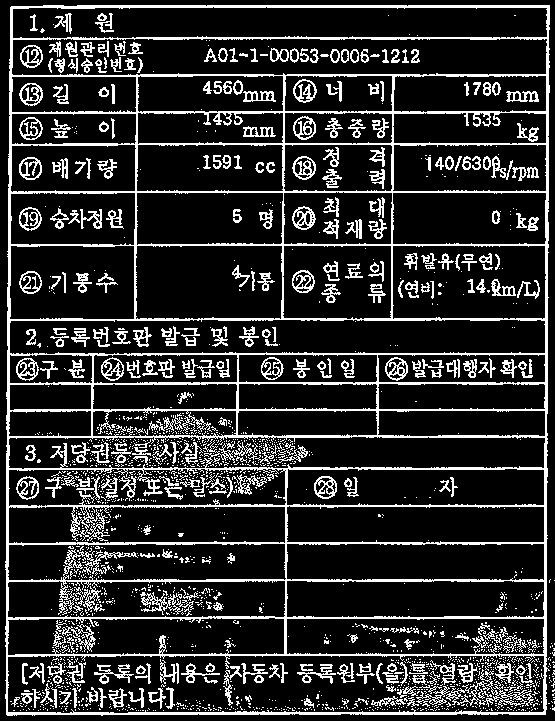 1. 제 원
⑫ 제원관리번호 (형식승인번호) A01-1-00053-0006-1212
⑬ 길 이 4560mm ⑭ 너 비 1780 mm
⑮ 높 이 1435mm ⑯ 총중량 1535 kg
⑰ 배기량 1591 cc ⑱ 정격출력 140/6300Ps/rpm
⑲ 승차정원 5 명 ⑳ 최대적재량 0 kg
㉑ 기통수 4기통 ㉒ 연료의 종류 휘발유(무연) (연비: 14.0km/L)
2. 등록번호판 발급 및 봉인
㉓구 분 ㉔번호판 발급일 ㉕ 봉 인 일 ㉖발급대행자 확인
3. 저당권등록 사실
㉗구 분(설정 또는 말소) ㉘일 자
[저당권 등록의 내용은 자동차 등록원부(을)를 열람 확인
하시기 바랍니다]